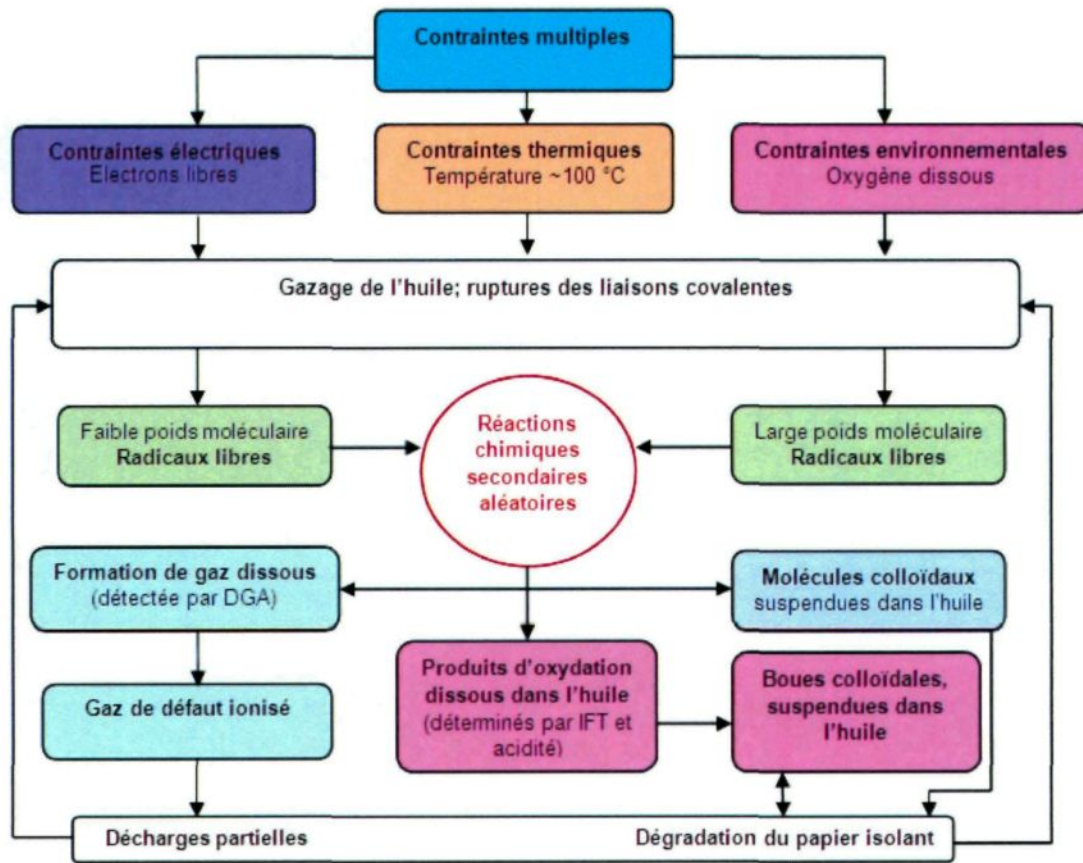 Contraintes multiples
Contraintes électriques
Electrons libres
Contraintes thermiques
Température ~100 °C
Contraintes environnementales
Oxygène dissous
Gazage de l'huile; ruptures des liaisons covalentes
Faible poids moléculaire
Radicaux libres
Réactions
chimiques
secondaires
aléatoires
Large poids moléculaire
Radicaux libres
Formation de gaz dissous
(détectée par DGA)
Molécules colloïdaux
suspendues dans l'huile
Gaz de défaut ionisé
Produits d'oxydation
dissous dans l'huile
(déterminés par IFT et
acidité)
Boues colloïdales,
suspendues dans
l'huile
Décharges partielles
Dégradation du papier isolant